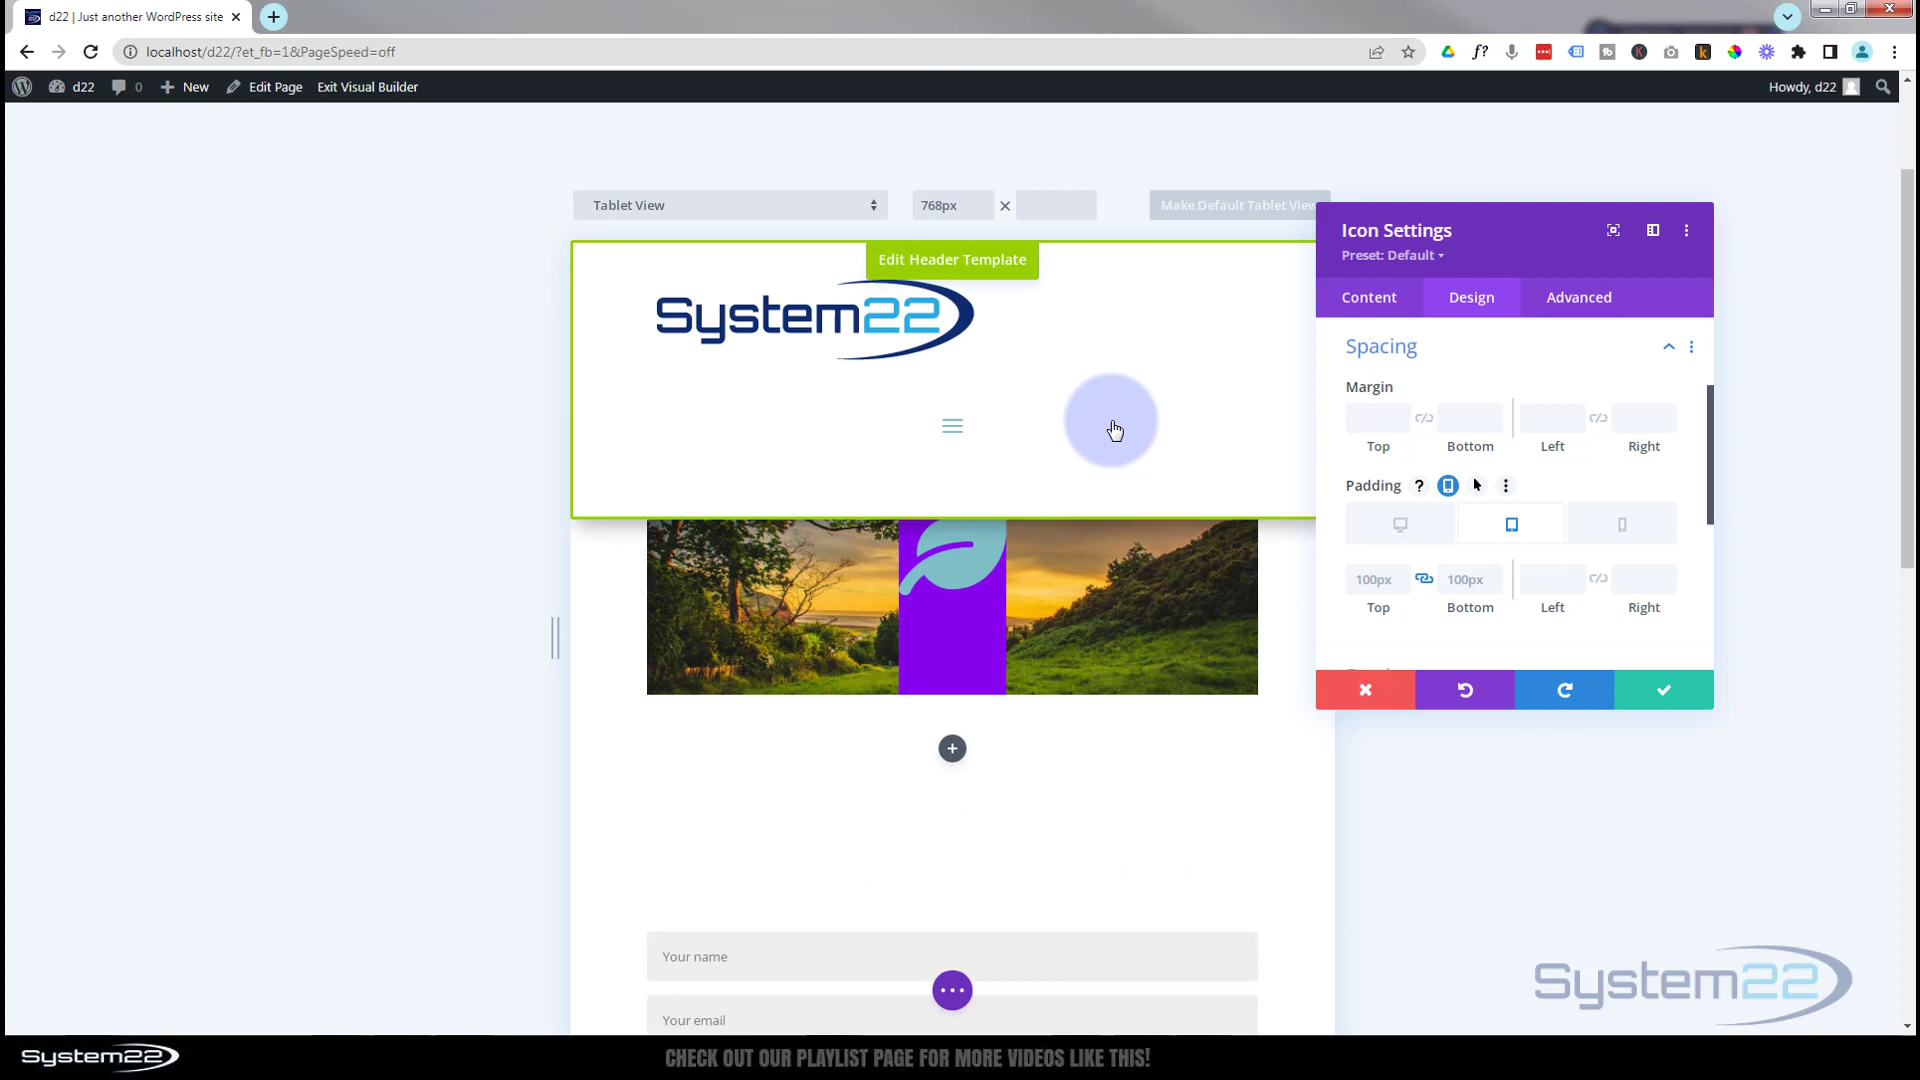 d22 | Just another WordPress site
localhost/d22/?et_fb=1&PageSpeed=off
d22 0 New Edit Page Exit Visual Builder Howdy, d22
Tablet View 768px Make Default Tablet View
Edit Header Template
System22
Icon Settings
Preset: Default
Content Design Advanced
Spacing
Margin
Top Bottom Left Right
Padding ?
100px 100px
Top Bottom Left Right
Your name
Your email
System22
System22
CHECK OUT OUR PLAYLIST PAGE FOR MORE VIDEOS LIKE THIS!